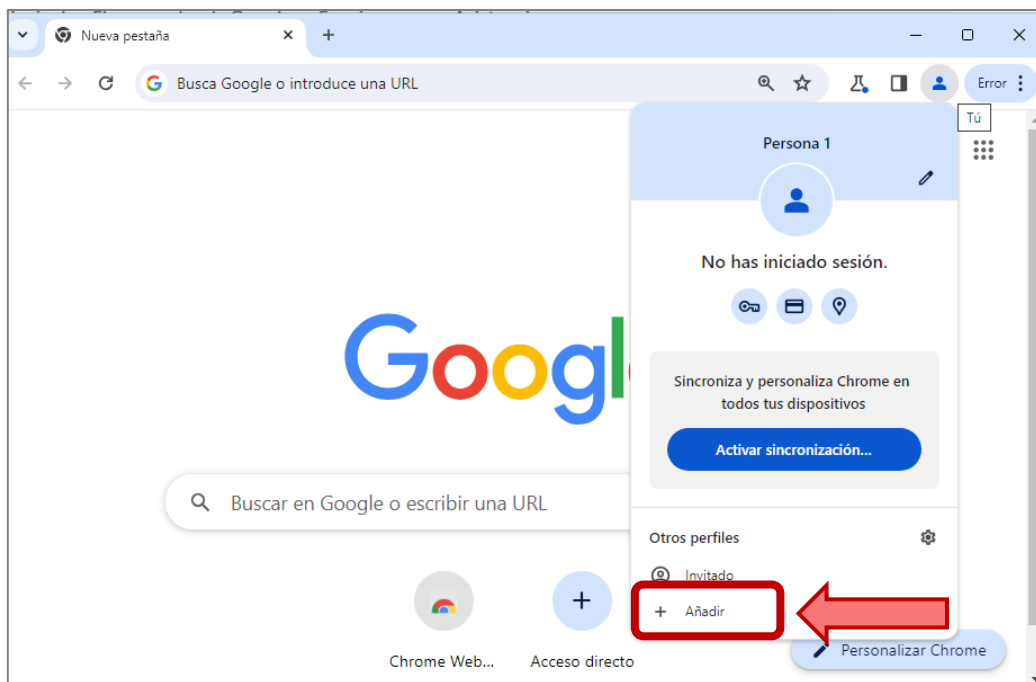 Nueva pestaña
Busca Google o introduce una URL
Error
Tú
Persona 1
No has iniciado sesión.
Google
Sincroniza y personaliza Chrome en
todos tus dispositivos
Activar sincronización...
Buscar en Google o escribir una URL
Otros perfiles
Invitado
+ Añadir
Chrome Web...
Acceso directo
Personalizar Chrome